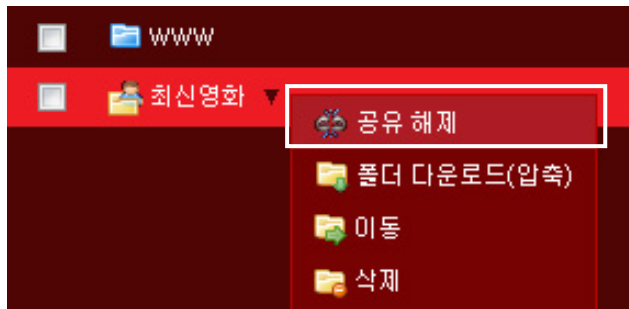 www
최신영화 ▼
공유 해제
폴더 다운로드(압축)
이동
삭제